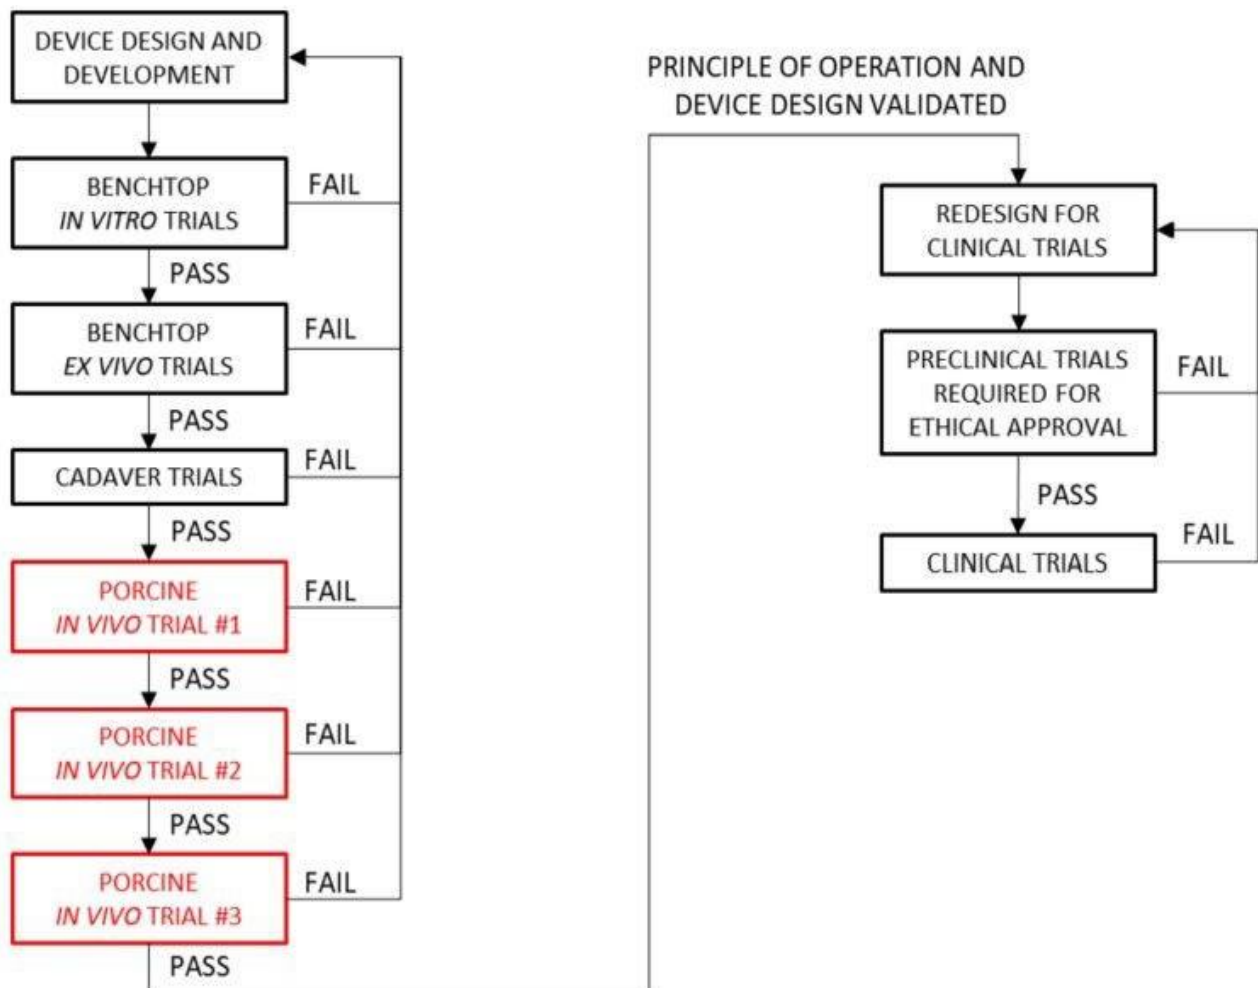 DEVICE DESIGN AND
DEVELOPMENT
BENCHTOP
IN VITRO TRIALS
FAIL
PASS
BENCHTOP
EX VIVO TRIALS
FAIL
PASS
CADAVER TRIALS
FAIL
PASS
PORCINE
IN VIVO TRIAL #1
FAIL
PASS
PORCINE
IN VIVO TRIAL #2
FAIL
PASS
PORCINE
IN VIVO TRIAL #3
FAIL
PASS
PRINCIPLE OF OPERATION AND
DEVICE DESIGN VALIDATED
REDESIGN FOR
CLINICAL TRIALS
PRECLINICAL TRIALS
REQUIRED FOR
ETHICAL APPROVAL
FAIL
PASS
CLINICAL TRIALS
FAIL